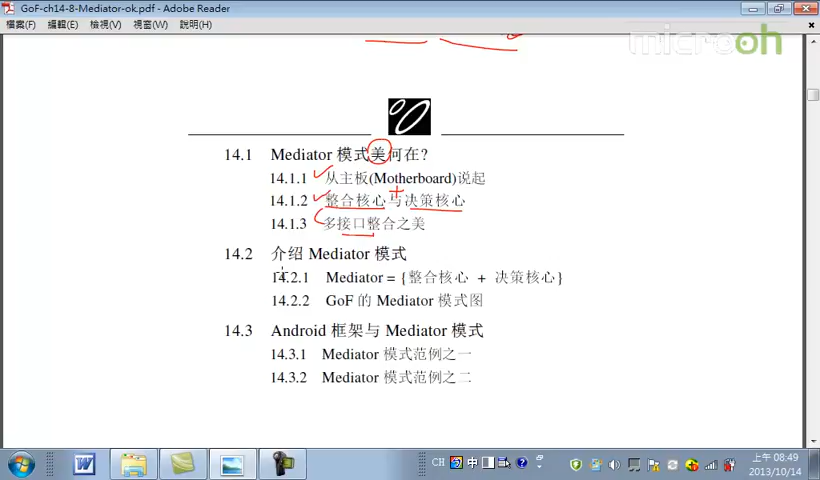 GoF-ch14-8-Mediator-ok.pdf - Adobe Reader
檔案(F) 編輯(E) 檢視(V) 視窗(W) 說明(H)
microoh
14.1 Mediator 模式美何在?
14.1.1 从主板(Motherboard)说起
14.1.2 整合核心与决策核心
14.1.3 多接口整合之美
14.2 介绍 Mediator 模式
14.2.1 Mediator = {整合核心 + 决策核心}
14.2.2 GoF 的 Mediator 模式图
14.3 Android 框架与 Mediator 模式
14.3.1 Mediator 模式范例之一
14.3.2 Mediator 模式范例之二
CH 中 上午 08:49
2013/10/14